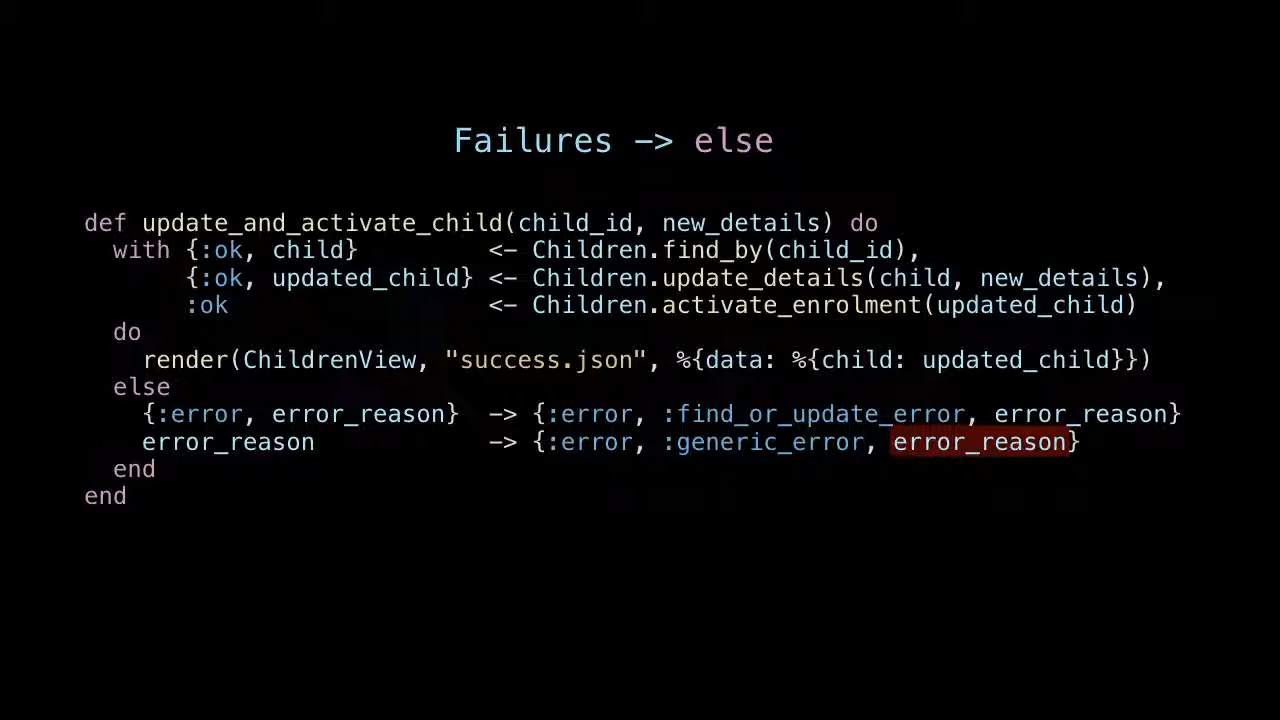 Failures -> else
def update_and_activate_child(child_id, new_details) do
  with {:ok, child}         <- Children.find_by(child_id),
       {:ok, updated_child} <- Children.update_details(child, new_details),
       :ok                  <- Children.activate_enrolment(updated_child)
  do
    render(ChildrenView, "success.json", %{data: %{child: updated_child}})
  else
    {:error, error_reason}  -> {:error, :find_or_update_error, error_reason}
    error_reason            -> {:error, :generic_error, error_reason}
  end
end